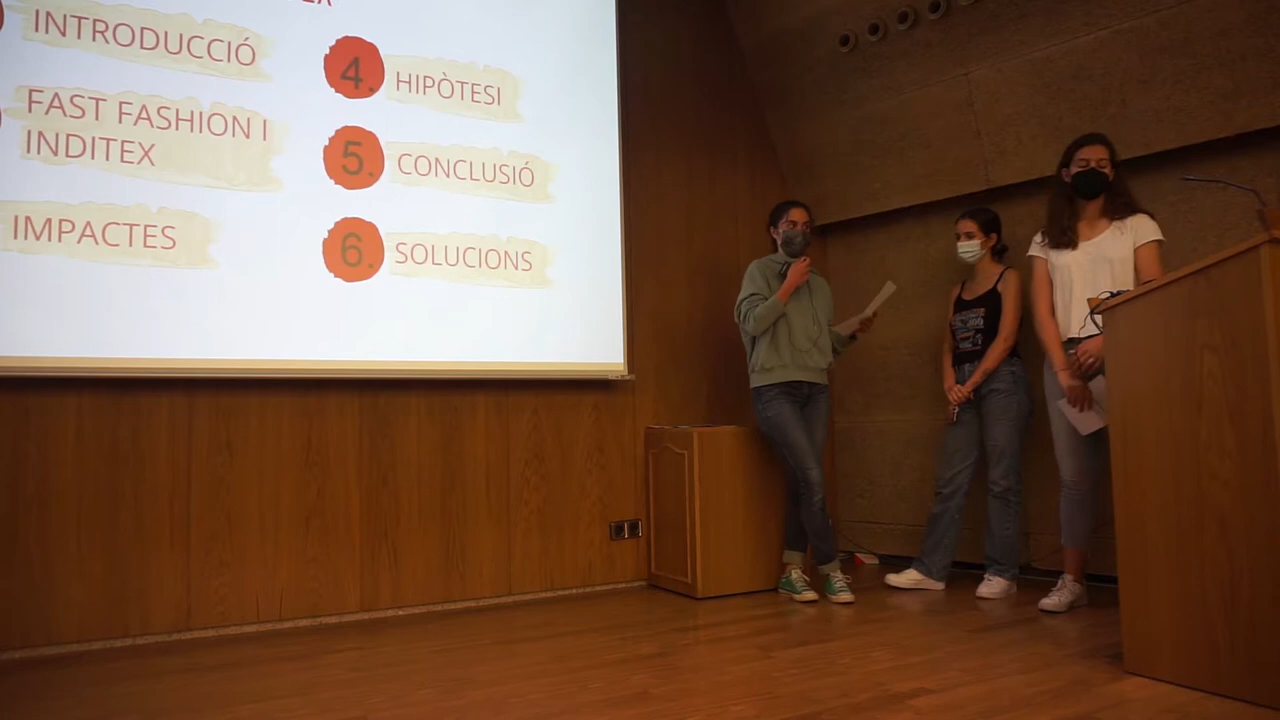 INTRODUCCIÓ
FAST FASHION I
INDITEX
IMPACTES
4. HIPÒTESI
5. CONCLUSIÓ
6. SOLUCIONS